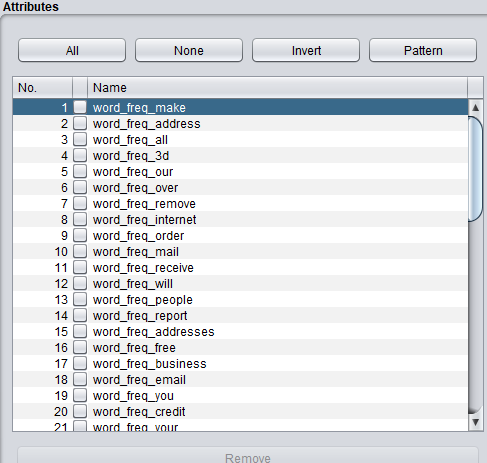 Attributes
All None Invert Pattern
No. Name
1 word_freq_make
2 word_freq_address
3 word_freq_all
4 word_freq_3d
5 word_freq_our
6 word_freq_over
7 word_freq_remove
8 word_freq_internet
9 word_freq_order
10 word_freq_mail
11 word_freq_receive
12 word_freq_will
13 word_freq_people
14 word_freq_report
15 word_freq_addresses
16 word_freq_free
17 word_freq_business
18 word_freq_email
19 word_freq_you
20 word_freq_credit
21 word_freq_your
Remove